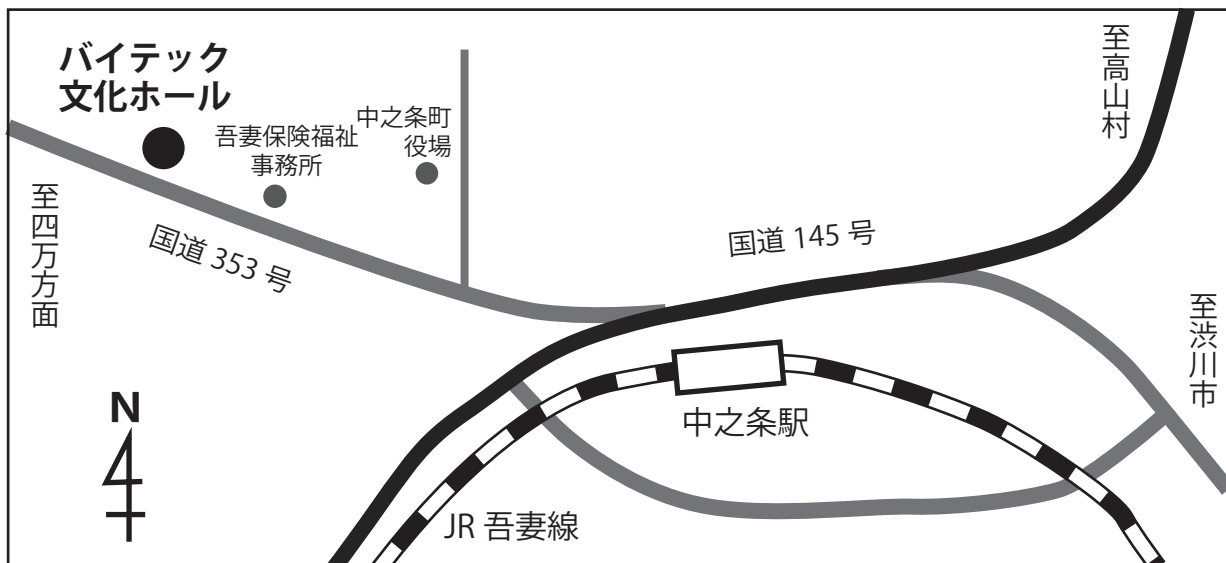 バイテック
文化ホール
吾妻保険福祉
事務所
中之条町
役場
至高山村
至四万方面
国道 353 号
国道 145 号
至渋川市
N
中之条駅
JR 吾妻線